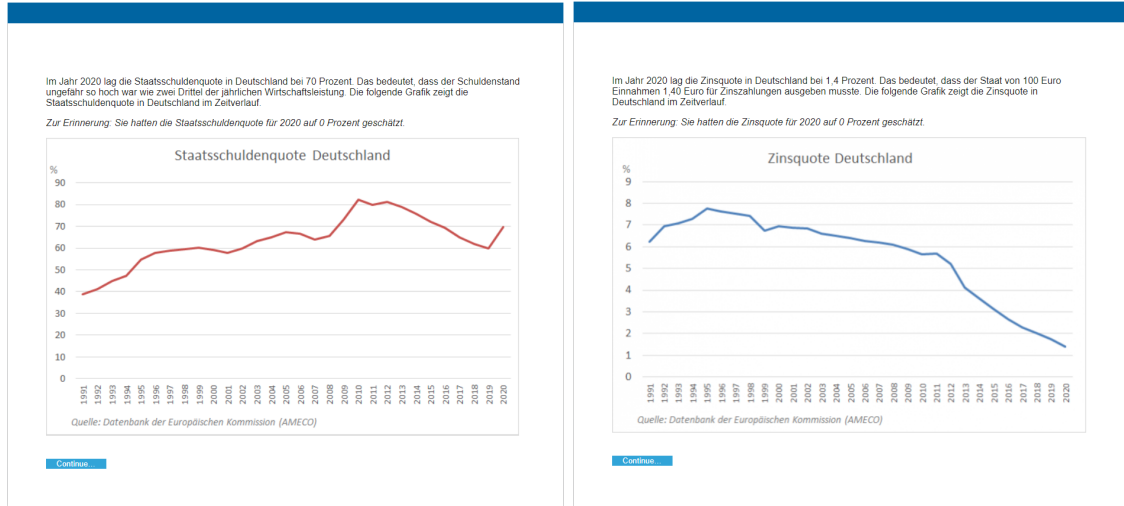 Im Jahr 2020 lag die Staatsschuldenquote in Deutschland bei 70 Prozent. Das bedeutet, dass der Schuldenstand
ungefähr so hoch war wie zwei Drittel der jährlichen Wirtschaftsleistung. Die folgende Grafik zeigt die
Staatsschuldenquote in Deutschland im Zeitverlauf.
Zur Erinnerung: Sie hatten die Staatsschuldenquote für 2020 auf 0 Prozent geschätzt.
Staatsschuldenquote Deutschland
%
90
80
70
60
50
40
30
20
10
0
1991 1992 1993 1994 1995 1996 1997 1998 1999 2000 2001 2002 2003 2004 2005 2006 2007 2008 2009 2010 2011 2012 2013 2014 2015 2016 2017 2018 2019 2020
Quelle: Datenbank der Europäischen Kommission (AMECO)
Continue...
Im Jahr 2020 lag die Zinsquote in Deutschland bei 1,4 Prozent. Das bedeutet, dass der Staat von 100 Euro
Einnahmen 1,40 Euro für Zinszahlungen ausgeben musste. Die folgende Grafik zeigt die Zinsquote in
Deutschland im Zeitverlauf.
Zur Erinnerung: Sie hatten die Zinsquote für 2020 auf 0 Prozent geschätzt.
Zinsquote Deutschland
%
9
8
7
6
5
4
3
2
1
0
1991 1992 1993 1994 1995 1996 1997 1998 1999 2000 2001 2002 2003 2004 2005 2006 2007 2008 2009 2010 2011 2012 2013 2014 2015 2016 2017 2018 2019 2020
Quelle: Datenbank der Europäischen Kommission (AMECO)
Continue...